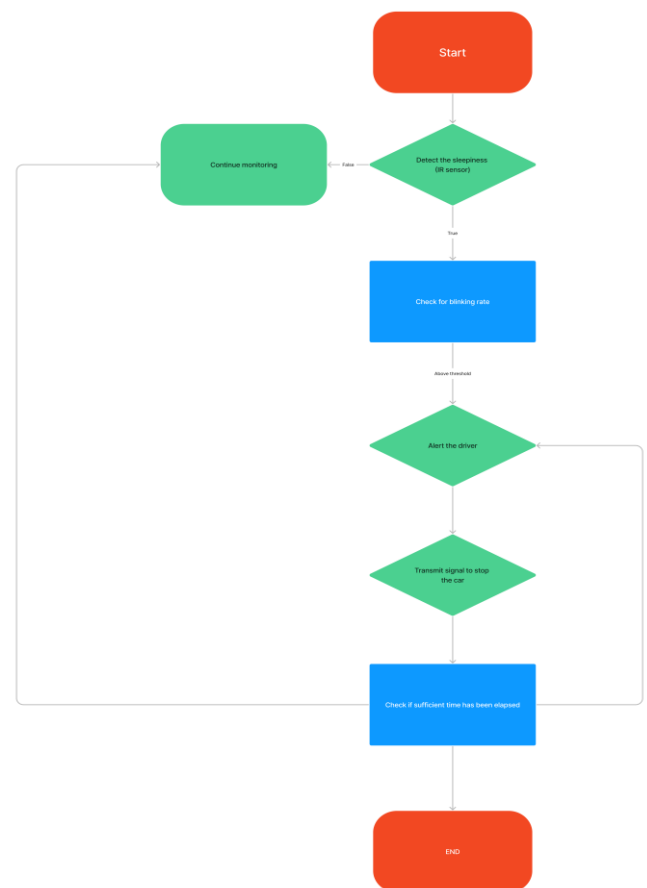 Start
Continue monitoring
False
Detect the sleepiness
(IR sensor)
True
Check for blinking rate
Above threshold
Alert the driver
Transmit signal to stop
the car
Check if sufficient time has been elapsed
END